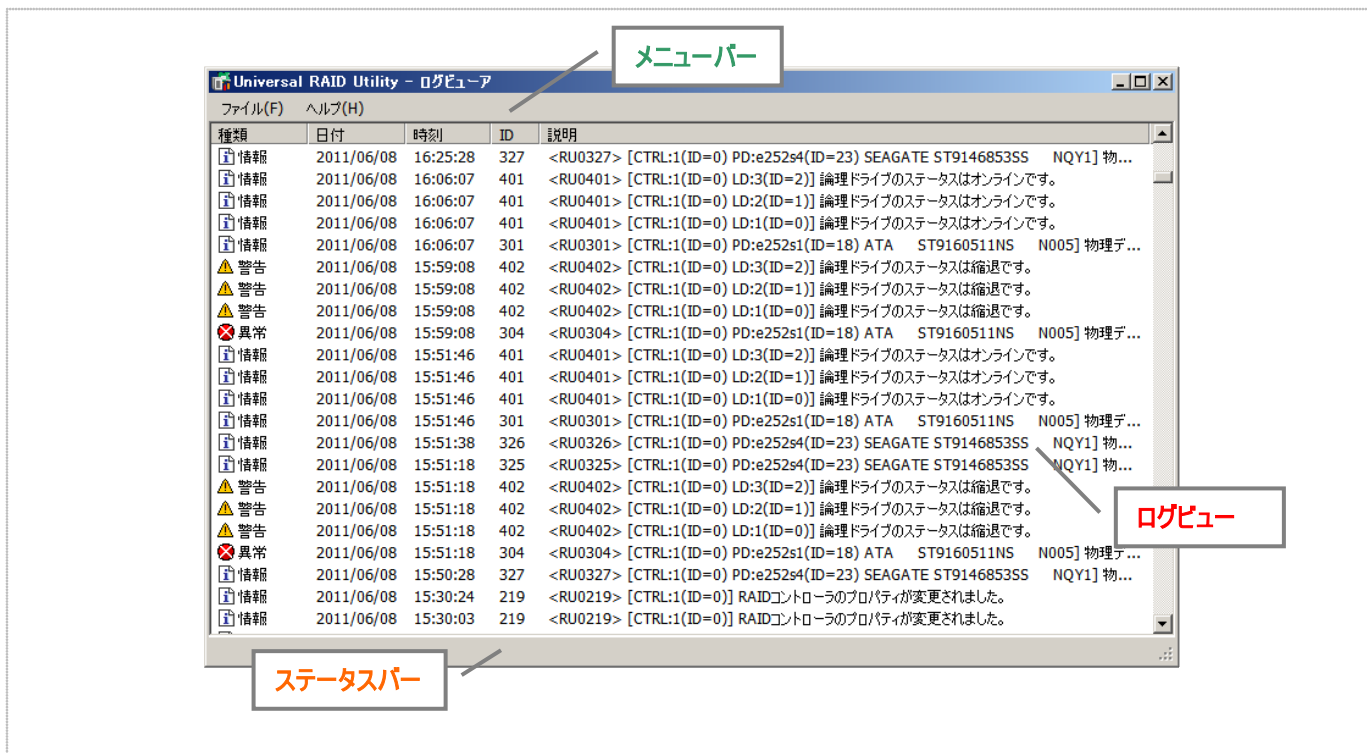 メニューバー
Universal RAID Utility - ログビューア
ファイル(F) ヘルプ(H)
種類 日付 時刻 ID 説明
情報 2011/06/08 16:25:28 327 <RU0327> [CTRL:1(ID=0) PD:e252s4(ID=23) SEAGATE ST9146853SS NQY1] 物...
情報 2011/06/08 16:06:07 401 <RU0401> [CTRL:1(ID=0) LD:3(ID=2)] 論理ドライブのステータスはオンラインです。
情報 2011/06/08 16:06:07 401 <RU0401> [CTRL:1(ID=0) LD:2(ID=1)] 論理ドライブのステータスはオンラインです。
情報 2011/06/08 16:06:07 401 <RU0401> [CTRL:1(ID=0) LD:1(ID=0)] 論理ドライブのステータスはオンラインです。
情報 2011/06/08 16:06:07 301 <RU0301> [CTRL:1(ID=0) PD:e252s1(ID=18) ATA ST9160511NS N005] 物理デ...
警告 2011/06/08 15:59:08 402 <RU0402> [CTRL:1(ID=0) LD:3(ID=2)] 論理ドライブのステータスは縮退です。
警告 2011/06/08 15:59:08 402 <RU0402> [CTRL:1(ID=0) LD:2(ID=1)] 論理ドライブのステータスは縮退です。
警告 2011/06/08 15:59:08 402 <RU0402> [CTRL:1(ID=0) LD:1(ID=0)] 論理ドライブのステータスは縮退です。
異常 2011/06/08 15:59:08 304 <RU0304> [CTRL:1(ID=0) PD:e252s1(ID=18) ATA ST9160511NS N005] 物理デ...
情報 2011/06/08 15:51:46 401 <RU0401> [CTRL:1(ID=0) LD:3(ID=2)] 論理ドライブのステータスはオンラインです。
情報 2011/06/08 15:51:46 401 <RU0401> [CTRL:1(ID=0) LD:2(ID=1)] 論理ドライブのステータスはオンラインです。
情報 2011/06/08 15:51:46 401 <RU0401> [CTRL:1(ID=0) LD:1(ID=0)] 論理ドライブのステータスはオンラインです。
情報 2011/06/08 15:51:46 301 <RU0301> [CTRL:1(ID=0) PD:e252s1(ID=18) ATA ST9160511NS N005] 物理デ...
情報 2011/06/08 15:51:38 326 <RU0326> [CTRL:1(ID=0) PD:e252s4(ID=23) SEAGATE ST9146853SS NQY1] 物...
情報 2011/06/08 15:51:18 325 <RU0325> [CTRL:1(ID=0) PD:e252s4(ID=23) SEAGATE ST9146853SS NQY1] 物...
警告 2011/06/08 15:51:18 402 <RU0402> [CTRL:1(ID=0) LD:3(ID=2)] 論理ドライブのステータスは縮退です。
警告 2011/06/08 15:51:18 402 <RU0402> [CTRL:1(ID=0) LD:2(ID=1)] 論理ドライブのステータスは縮退です。
警告 2011/06/08 15:51:18 402 <RU0402> [CTRL:1(ID=0) LD:1(ID=0)] 論理ドライブのステータスは縮退です。
異常 2011/06/08 15:51:18 304 <RU0304> [CTRL:1(ID=0) PD:e252s1(ID=18) ATA ST9160511NS N005] 物理デ...
情報 2011/06/08 15:50:28 327 <RU0327> [CTRL:1(ID=0) PD:e252s4(ID=23) SEAGATE ST9146853SS NQY1] 物...
情報 2011/06/08 15:30:24 219 <RU0219> [CTRL:1(ID=0)] RAIDコントローラのプロパティが変更されました。
情報 2011/06/08 15:30:03 219 <RU0219> [CTRL:1(ID=0)] RAIDコントローラのプロパティが変更されました。
ログビュー
ステータスバー